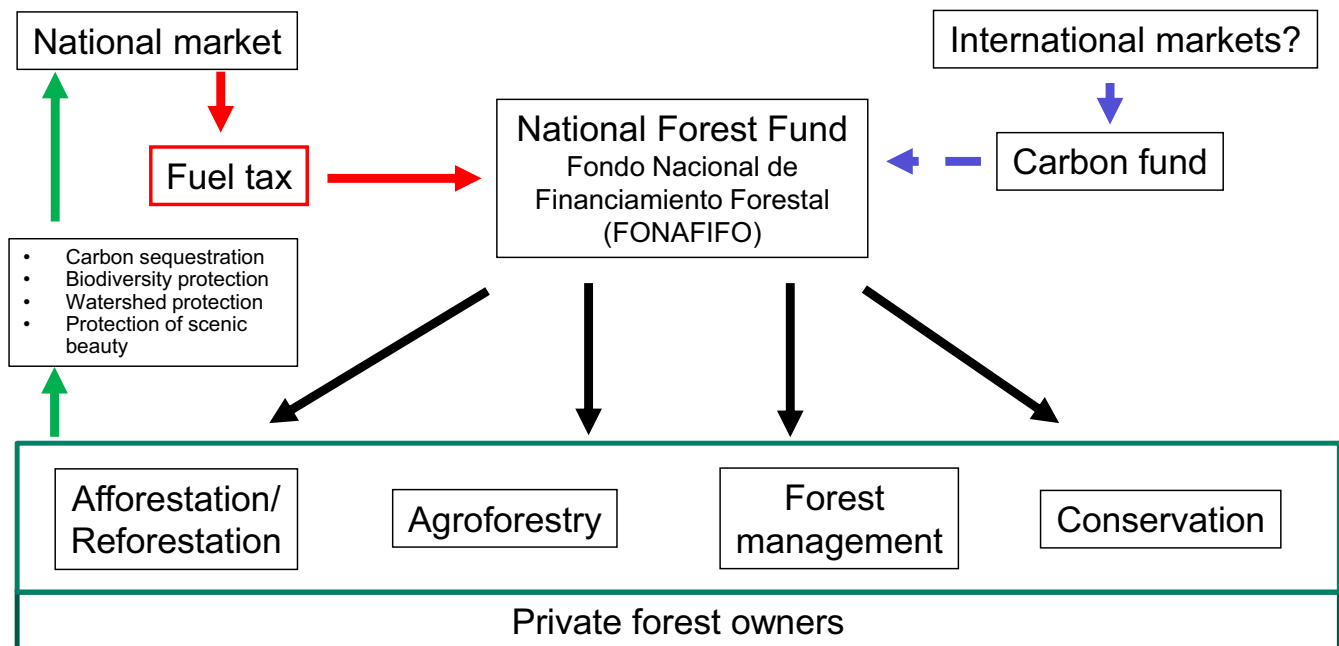 National market
International markets?
National Forest Fund
Fondo Nacional de
Financiamiento Forestal
(FONAFIFO)
Fuel tax
Carbon fund
• Carbon sequestration
• Biodiversity protection
• Watershed protection
• Protection of scenic
beauty
Afforestation/
Reforestation
Agroforestry
Forest
management
Conservation
Private forest owners